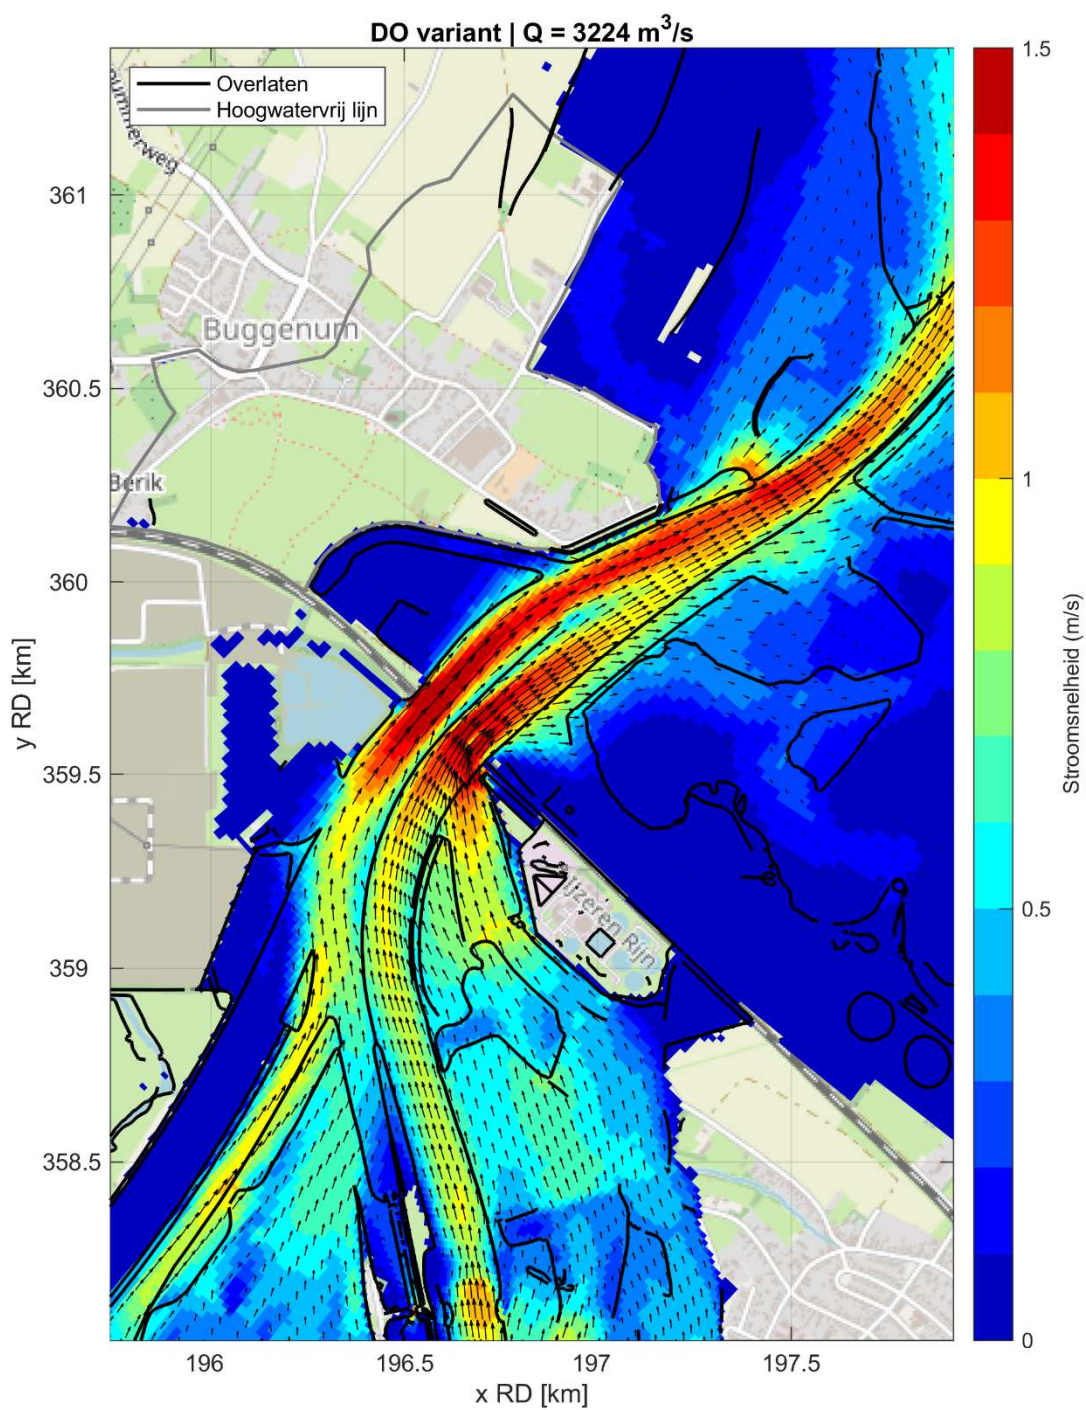 DO variant | Q = 3224 m³/s
Overlaten
Hoogwatervrij lijn
Buggenum
Berik
IJzeren Rijn
361
360.5
360
359.5
359
358.5
y RD [km]
196
196.5
197
197.5
x RD [km]
1.5
1
0.5
0
Stroomsnelheid (m/s)